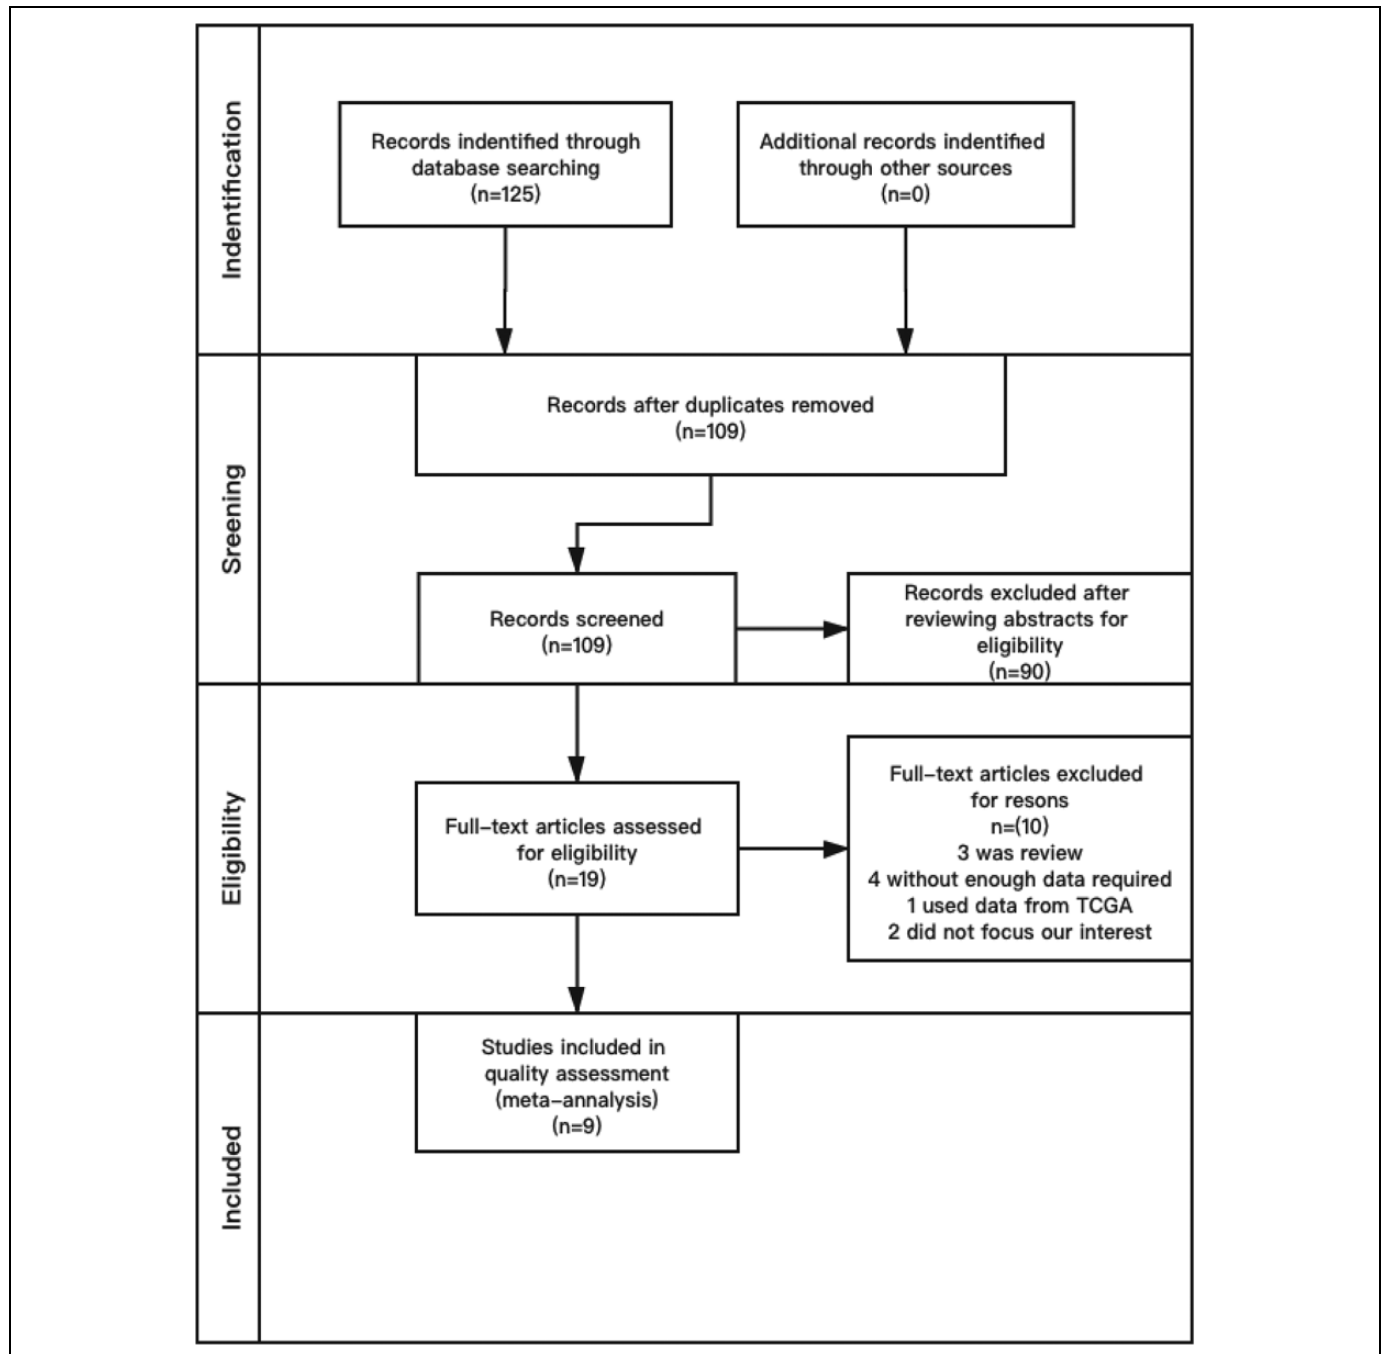 Indentification
Records indentified through
database searching
(n=125)
Additional records indentified
through other sources
(n=0)
Sreening
Records after duplicates removed
(n=109)
Records screened
(n=109)
Records excluded after
reviewing abstracts for
eligibility
(n=90)
Eligibility
Full–text articles assessed
for eligibility
(n=19)
Full–text articles excluded
for resons
n=(10)
3 was review
4 without enough data required
1 used data from TCGA
2 did not focus our interest
Included
Studies included in
quality assessment
(meta–annalysis)
(n=9)